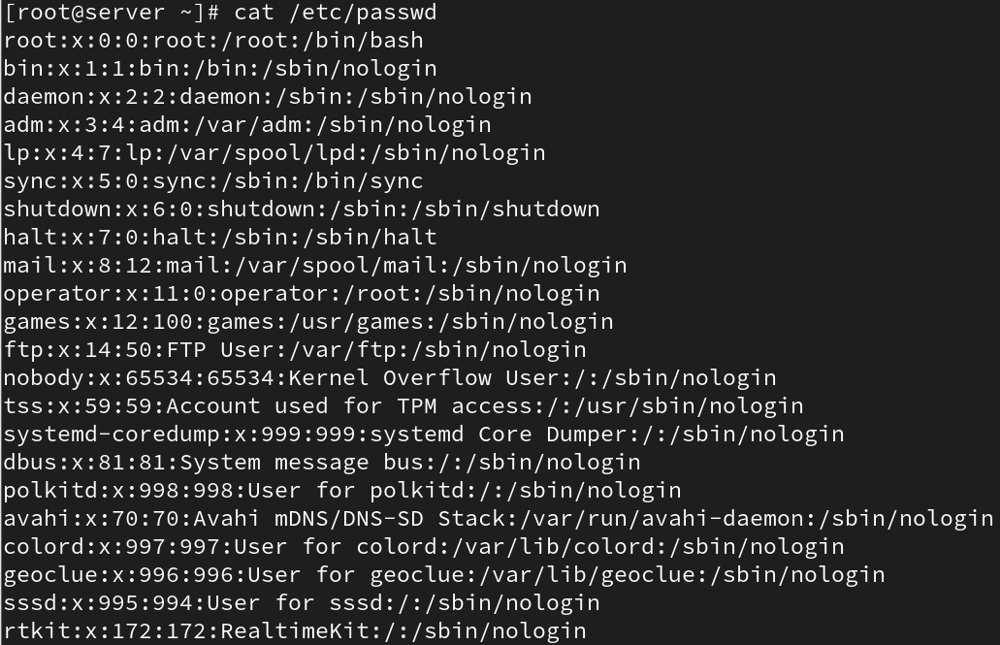 [root@server ~]# cat /etc/passwd
root:x:0:0:root:/root:/bin/bash
bin:x:1:1:bin:/bin:/sbin/nologin
daemon:x:2:2:daemon:/sbin:/sbin/nologin
adm:x:3:4:adm:/var/adm:/sbin/nologin
lp:x:4:7:lp:/var/spool/lpd:/sbin/nologin
sync:x:5:0:sync:/sbin:/bin/sync
shutdown:x:6:0:shutdown:/sbin:/sbin/shutdown
halt:x:7:0:halt:/sbin:/sbin/halt
mail:x:8:12:mail:/var/spool/mail:/sbin/nologin
operator:x:11:0:operator:/root:/sbin/nologin
games:x:12:100:games:/usr/games:/sbin/nologin
ftp:x:14:50:FTP User:/var/ftp:/sbin/nologin
nobody:x:65534:65534:Kernel Overflow User:/:/sbin/nologin
tss:x:59:59:Account used for TPM access:/:/usr/sbin/nologin
systemd-coredump:x:999:999:systemd Core Dumper:/:/sbin/nologin
dbus:x:81:81:System message bus:/:/sbin/nologin
polkitd:x:998:998:User for polkitd:/:/sbin/nologin
avahi:x:70:70:Avahi mDNS/DNS-SD Stack:/var/run/avahi-daemon:/sbin/nologin
colord:x:997:997:User for colord:/var/lib/colord:/sbin/nologin
geoclue:x:996:996:User for geoclue:/var/lib/geoclue:/sbin/nologin
sssd:x:995:994:User for sssd:/:/sbin/nologin
rtkit:x:172:172:RealtimeKit:/:/sbin/nologin